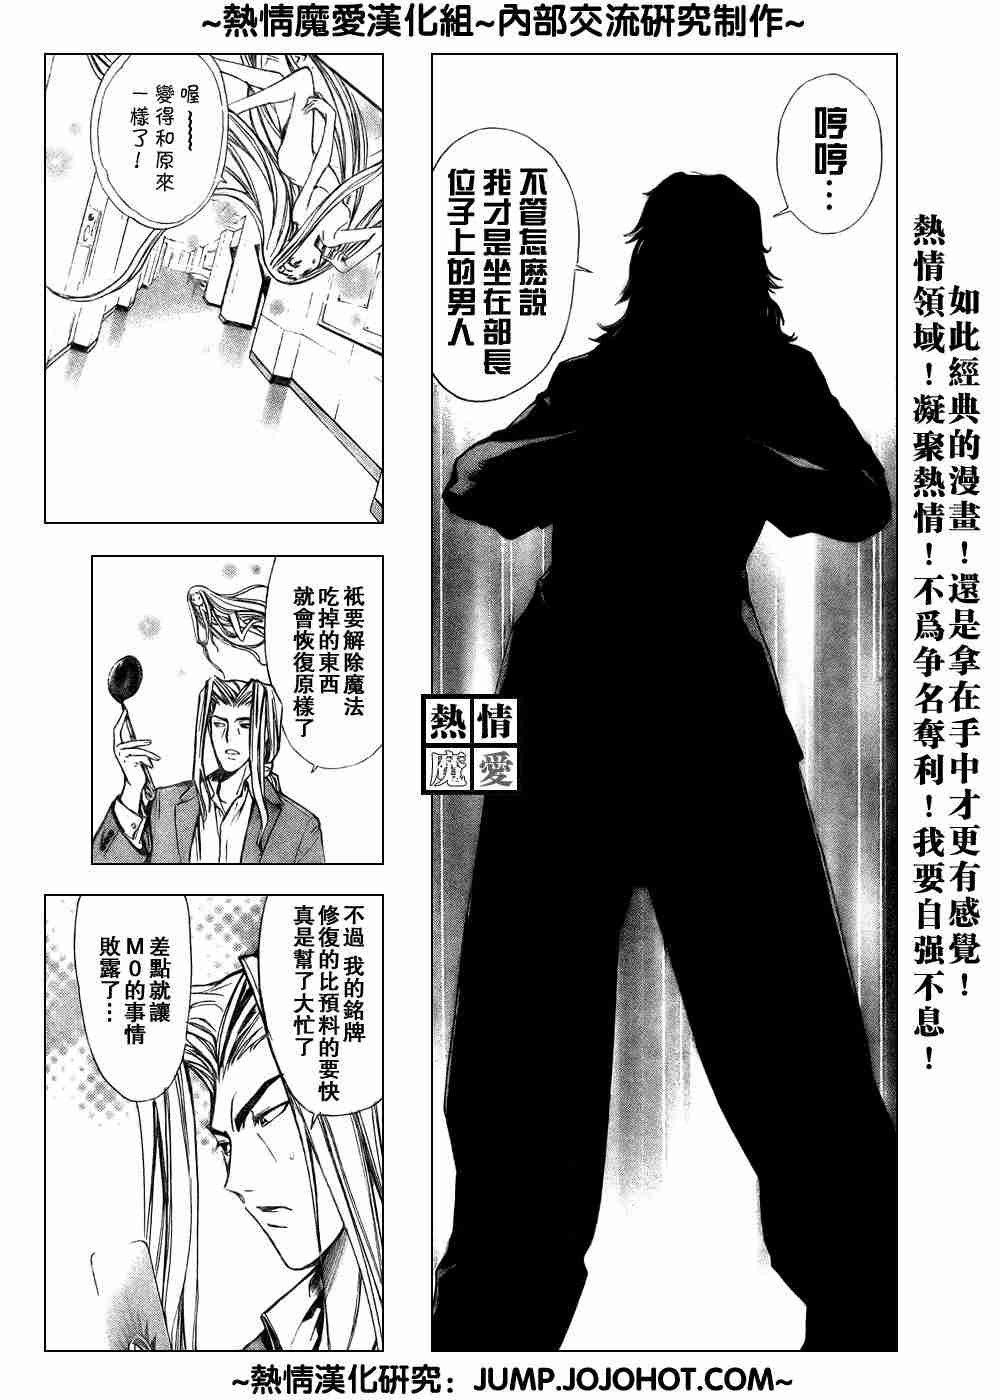 ~熱情魔愛漢化組~內部交流研究制作~
哼
哼…
不管怎麽說
我才是坐在部長
位子上的男人
喔~~~
變得和原來
一樣了!
衹要解除魔法
吃掉的東西
就會恢復原樣了
不過 我的銘牌
修復的比預料的要快
真是幫了大忙了
差點就讓
M0的事情
敗露了…
熱情
魔愛
如此經典的漫畫!還是拿在手中才更有感覺!
熱情領域!凝聚熱情!不爲争名奪利!我要自强不息!
~熱情漢化研究：JUMP.JOJOHOT.COM~